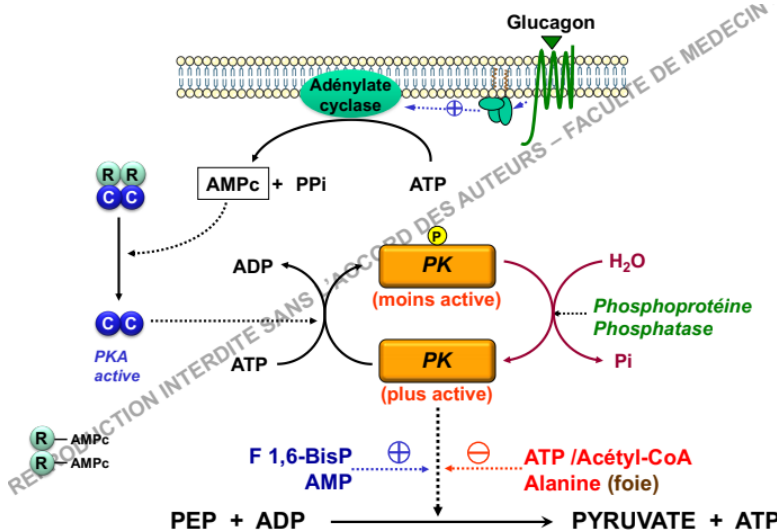 Glucagon
Adénylate
cyclase
R R
C C
AMPc + PPi
ATP
P
ADP
PK
H₂O
(moins active)
Phosphoprotéine
Phosphatase
C C
PKA
active
ATP
PK
Pi
(plus active)
R — AMPc
R — AMPc
F 1,6-BisP
AMP
ATP /Acétyl-CoA
Alanine (foie)
PEP + ADP
PYRUVATE + ATP
REPRODUCTION INTERDITE SANS L'ACCORD DES AUTEURS – FACULTE DE MEDECIN